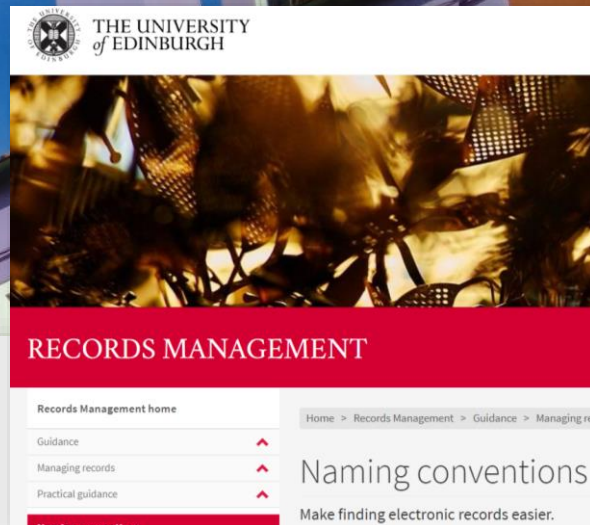 THE UNIVERSITY
of EDINBURGH
RECORDS MANAGEMENT
Records Management home
Guidance
Managing records
Practical guidance
Home > Records Management > Guidance > Managing re
Naming conventions
Make finding electronic records easier.